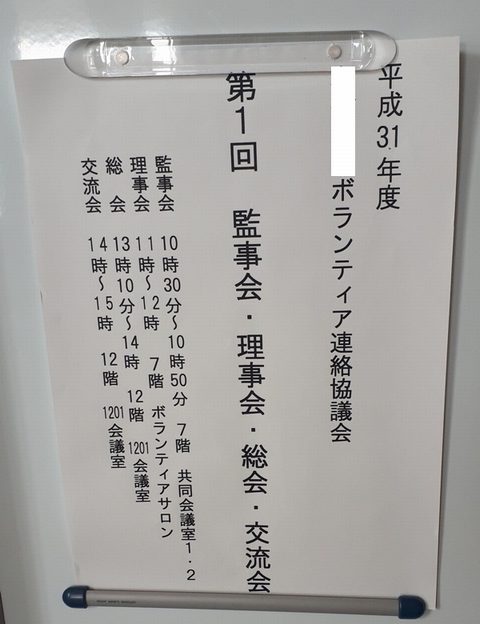 平成31年度
ボランティア連絡協議会
第1回 監事会・理事会・総会・交流会
監事会 10時30分~10時50分 7階 共同会議室1・2
理事会 11時~12時 7階 ボランティアサロン
総会 13時10分~14時 12階 1201会議室
交流会 14時~15時 12階 1201会議室